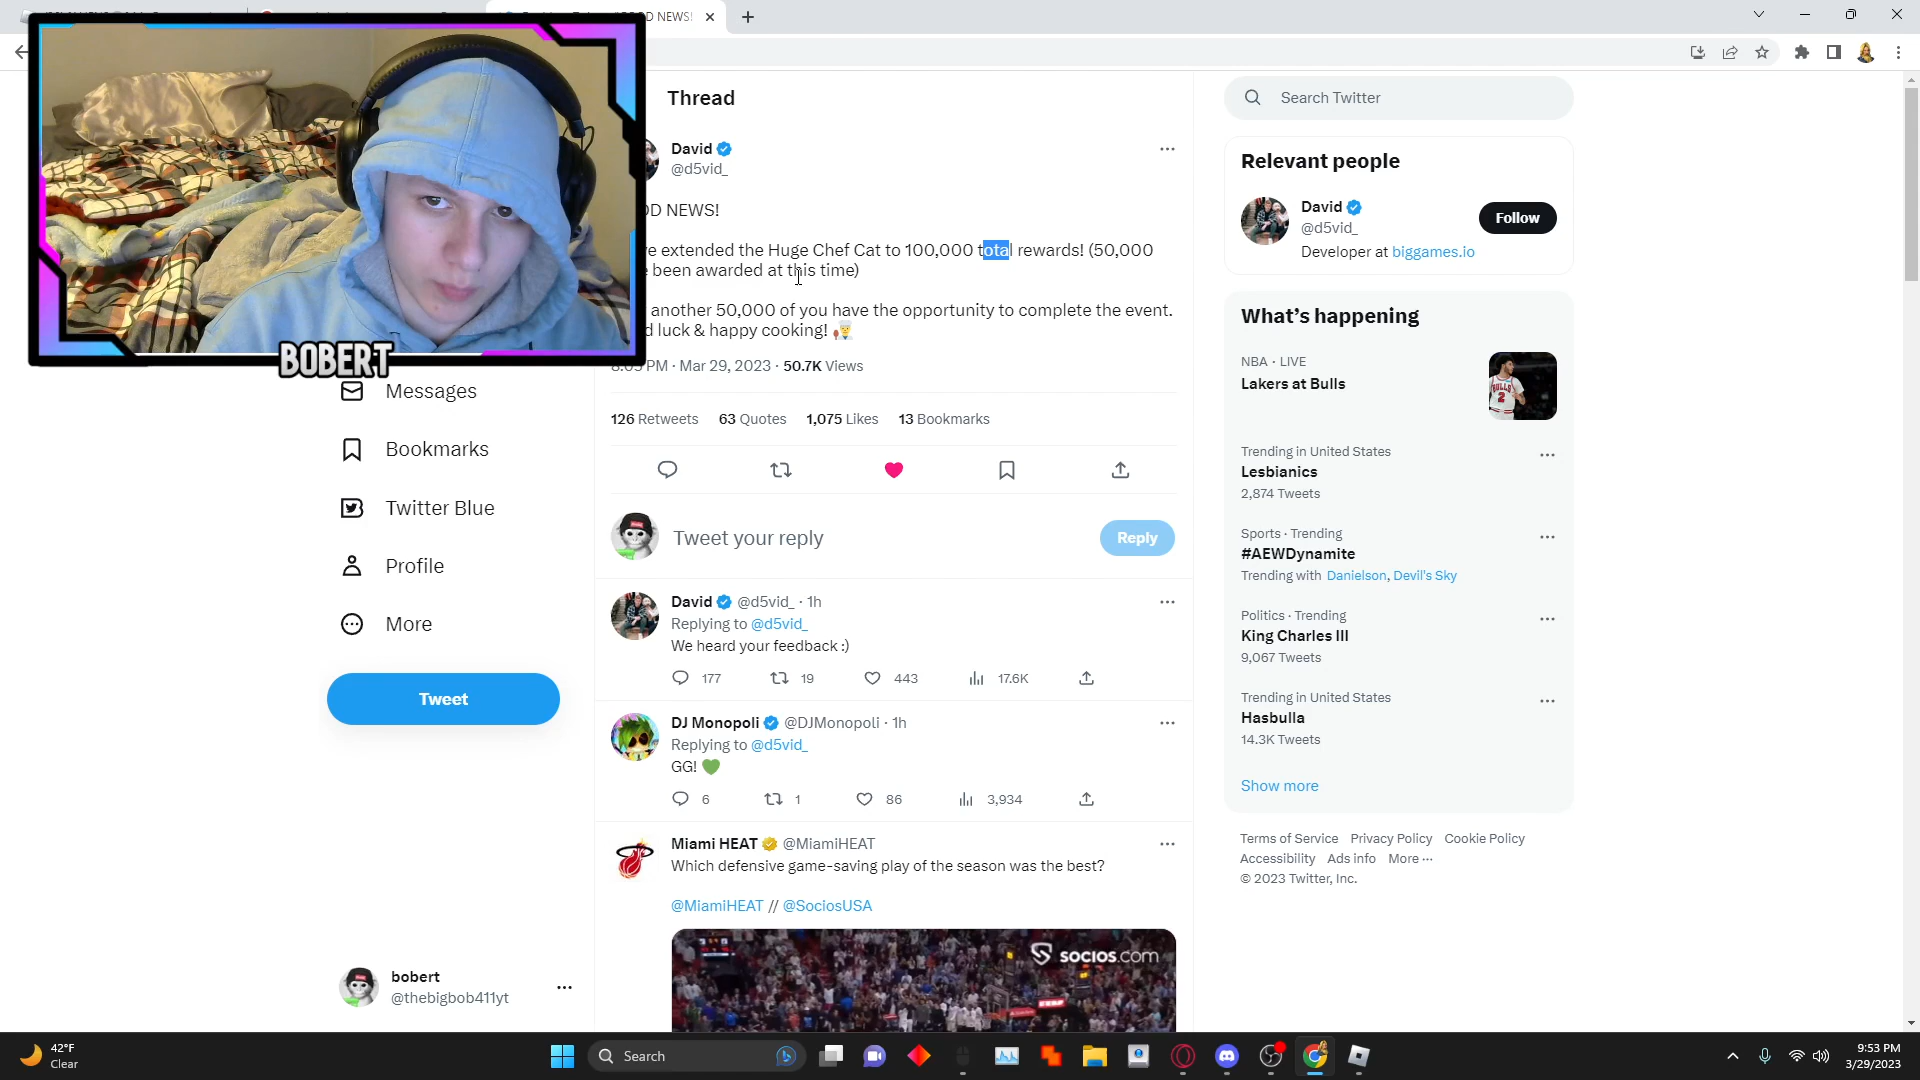 OOD NEWS!
Thread
Search Twitter
David
@d5vid_
OD NEWS!
've extended the Huge Chef Cat to 100,000 total rewards! (50,000
been awarded at this time)
another 50,000 of you have the opportunity to complete the event.
luck & happy cooking!
8:05 PM · Mar 29, 2023 · 50.7K Views
126 Retweets 63 Quotes 1,075 Likes 13 Bookmarks
BOBERT
Messages
Bookmarks
Twitter Blue
Profile
More
Tweet
bobert
@thebigbob411yt
Tweet your reply
Reply
David @d5vid_ · 1h
Replying to @d5vid_
We heard your feedback :)
177 19 443 17.6K
DJ Monopoli @DJMonopoli · 1h
Replying to @d5vid_
GG!
6 1 86 3,934
Miami HEAT @MiamiHEAT
Which defensive game-saving play of the season was the best?
@MiamiHEAT // @SociosUSA
socios.com
Relevant people
David
@d5vid_
Follow
Developer at biggames.io
What's happening
NBA · LIVE
Lakers at Bulls
BULLS
2
Trending in United States
Lesbianics
2,874 Tweets
Sports · Trending
#AEWDynamite
Trending with Danielson, Devil's Sky
Politics · Trending
King Charles III
9,067 Tweets
Trending in United States
Hasbulla
14.3K Tweets
Show more
Terms of Service Privacy Policy Cookie Policy
Accessibility Ads info More ···
© 2023 Twitter, Inc.
42°F
Clear
Search
9:53 PM
3/29/2023